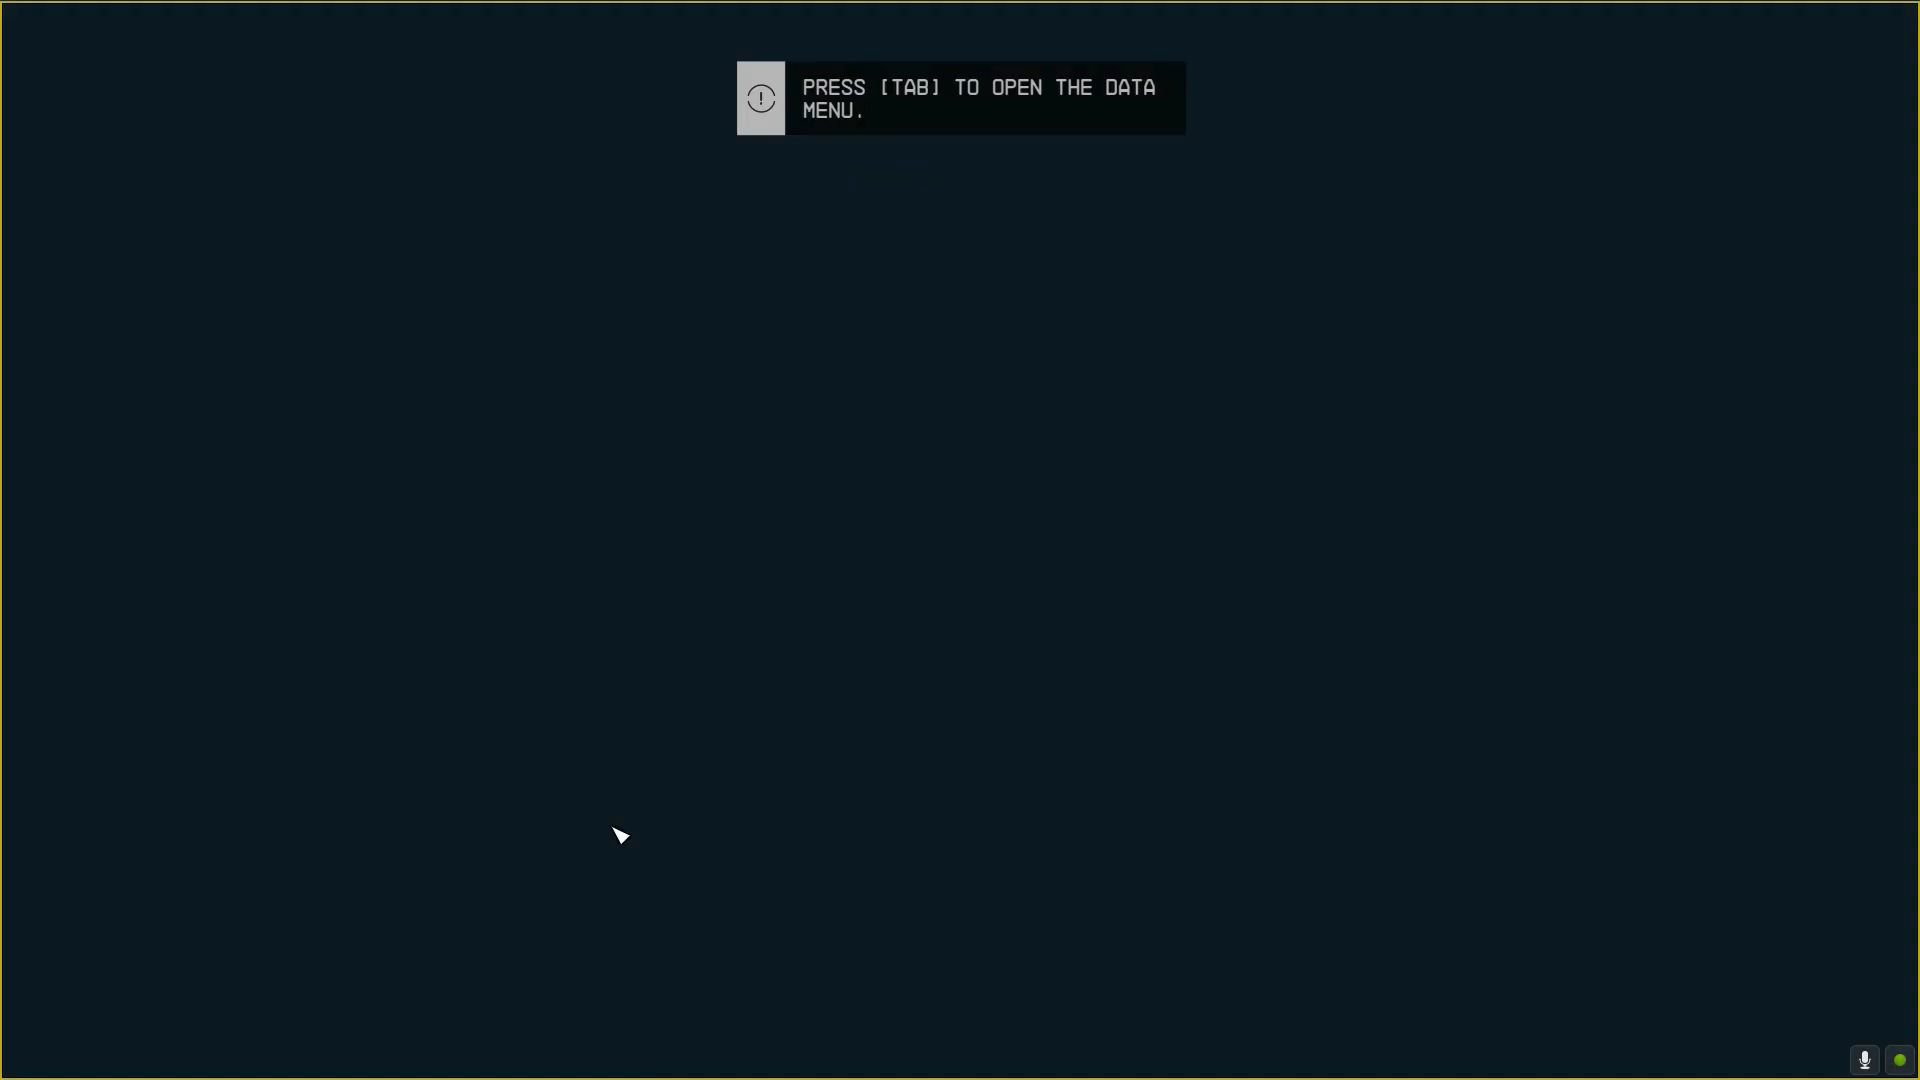 PRESS [TAB] TO OPEN THE DATA
MENU.